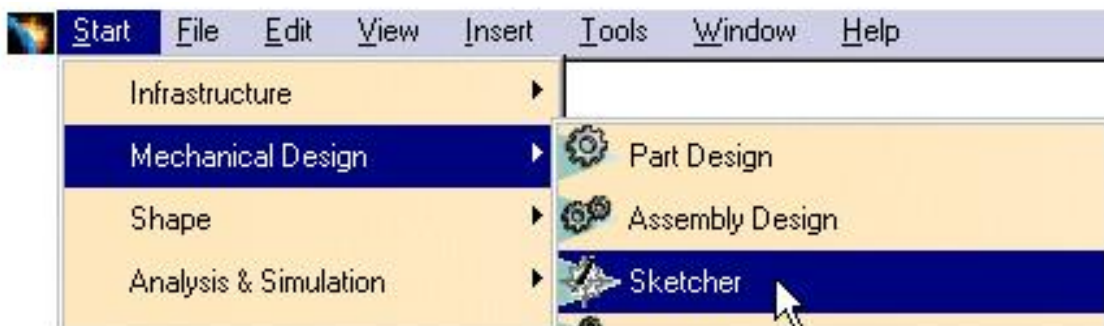 Start File Edit View Insert Tools Window Help
Infrastructure
Mechanical Design
Part Design
Shape
Assembly Design
Analysis & Simulation
Sketcher